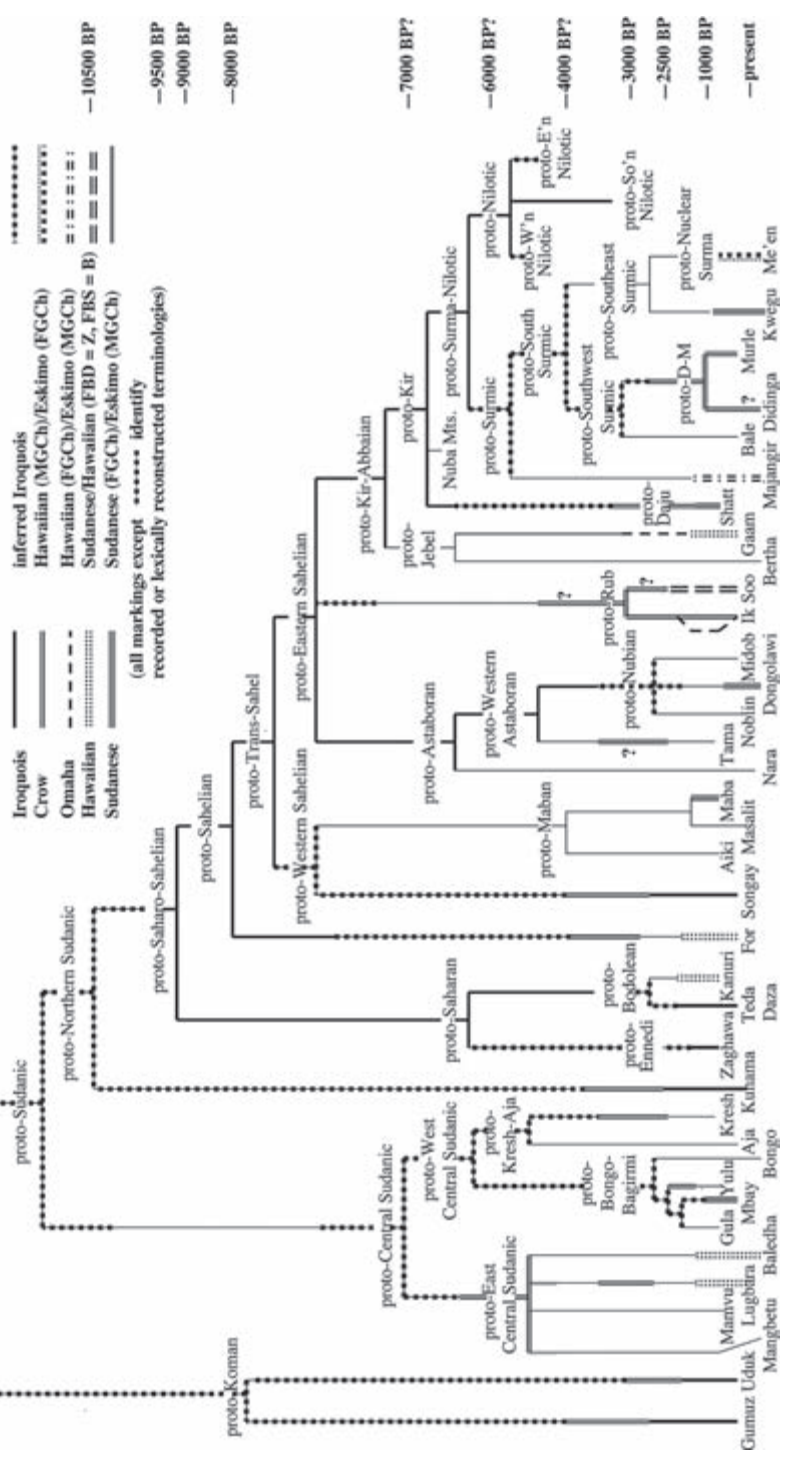 —10500 BP
—9500 BP
—9000 BP
—8000 BP
—7000 BP?
—6000 BP?
—4000 BP?
—3000 BP
—2500 BP
—1000 BP
—present
Iroquois
Crow
Omaha
Hawaiian
Sudanese
inferred Iroquois
Hawaiian (MGCh)/Eskimo (FGCh)
Hawaiian (FGCh)/Eskimo (MGCh)
Sudanese/Hawaiian (FBD = Z, FBS = B)
Sudanese (FGCh)/Eskimo (MGCh)
(all markings except identify
recorded or lexically reconstructed terminologies)
proto-Sudanic
proto-Northern Sudanic
proto-Saharo-Sahelian
proto-Sahelian
proto-Trans-Sahel
proto-Western Sahelian
proto-Eastern Sahelian
proto-Koman
proto-Central Sudanic
proto-West
Central Sudanic
proto-East
Central Sudanic
proto-
Kresh-Aja
proto-
Bongo-
Bagirmi
proto-Saharan
proto-
Ennedi
proto-
Bodolean
proto-Maban
proto-Astaboran
proto-Western
Astaboran
proto-Nubian
proto-Rub
?
?
?
proto-Kir-Abbaian
proto-
Jebel
proto-Kir
Nuba Mts.
proto-
Daju
proto-Surma-Nilotic
proto-Surmic
proto-South
Surmic
proto-Southwest
Surmic
proto-Southeast
Surmic
proto-D-M
?
proto-Nuclear
Surma
proto-Nilotic
proto-W'n
Nilotic
proto-E'n
Nilotic
proto-So'n
Nilotic
Gumuz
Uduk
Mangbetu
Mamvu
Lugbara
Baledha
Gula
Mbay
Yulu
Bongo
Aja
Kresh
Kunama
Zaghawa
Teda
Daza
Kanuri
For
Songay
Aiki
Masalit
Maba
Nara
Tama
Noblin
Dongolawi
Midob
Ik
Soo
Bertha
Gaam
Shatt
Majangir
Bale
Didinga
Murle
Kwegu
Me'en